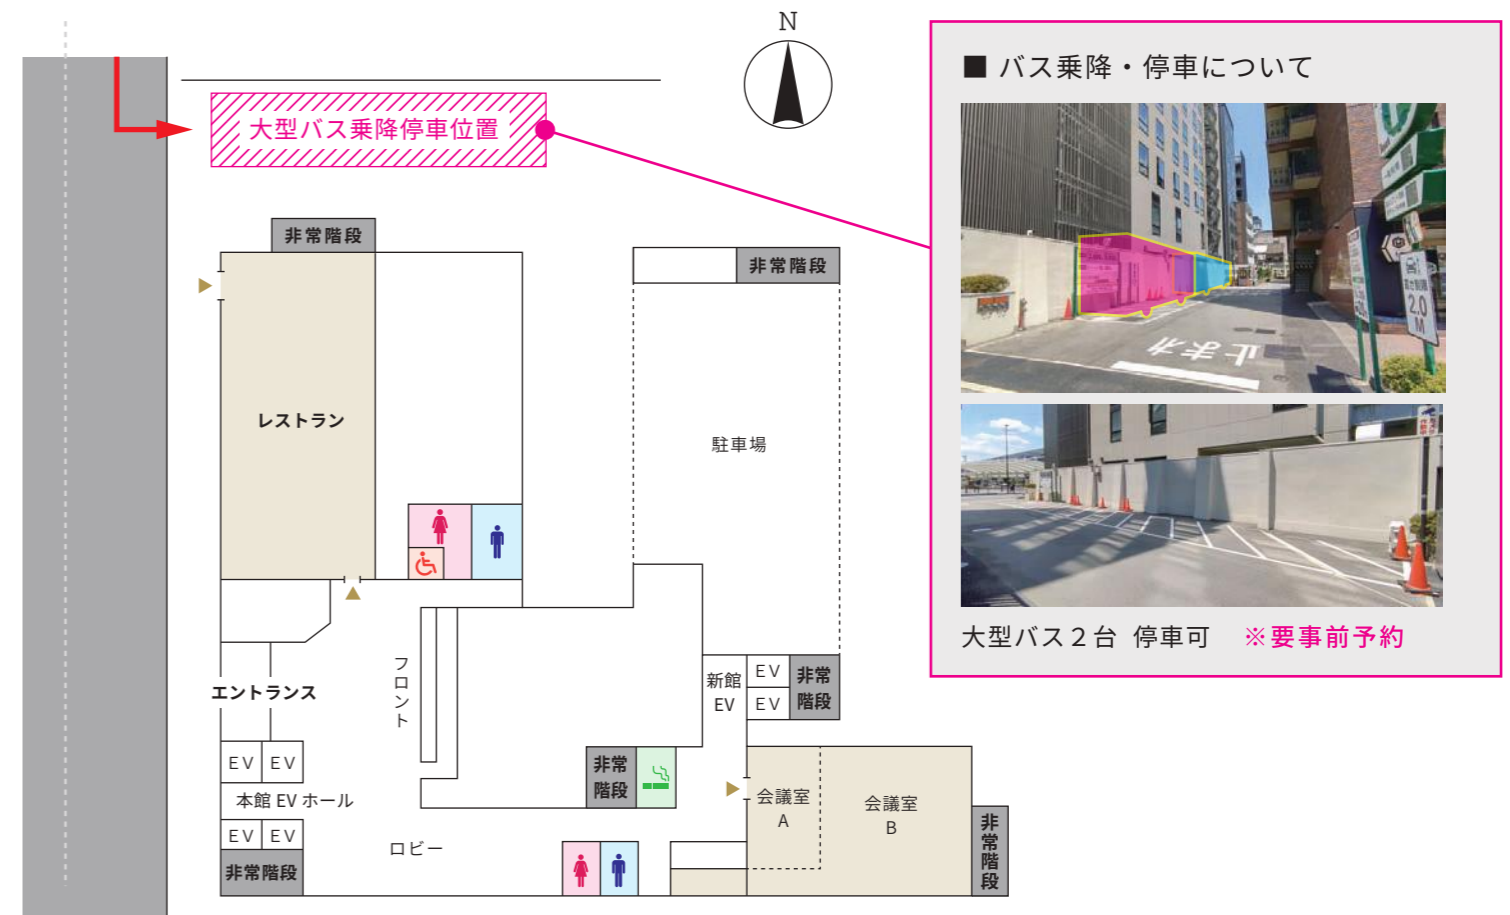 N
大型バス乗降停車位置
■ バス乗降・停車について
止まれ
2.0
M
大型バス２台 停車可 ※要事前予約
非常階段
非常階段
レストラン
駐車場
フロント
エントランス
新館
EV
EV
EV
非常
階段
EV
EV
本館 EV ホール
EV
EV
非常階段
ロビー
非常
階段
会議室
A
会議室
B
非常階段